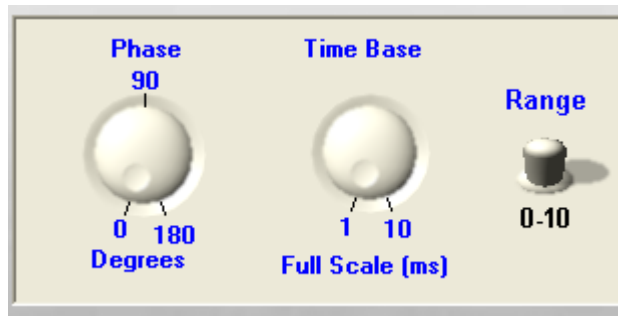 Phase
90
0 180
Degrees
Time Base
1 10
Full Scale (ms)
Range
0-10